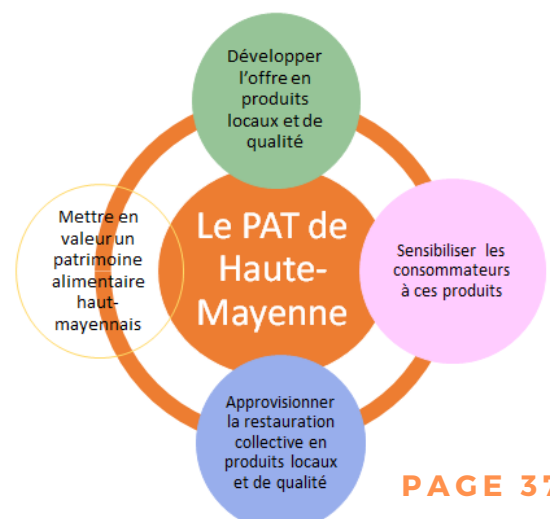 Développer
l'offre en
produits
locaux et de
qualité
Mettre en
valeur un
patrimoine
alimentaire
haut-
mayennais
Le PAT de
Haute-
Mayenne
Sensibiliser les
consommateurs
à ces produits
Approvisionner
la restauration
collective en
produits locaux
et de qualité
PAGE 37